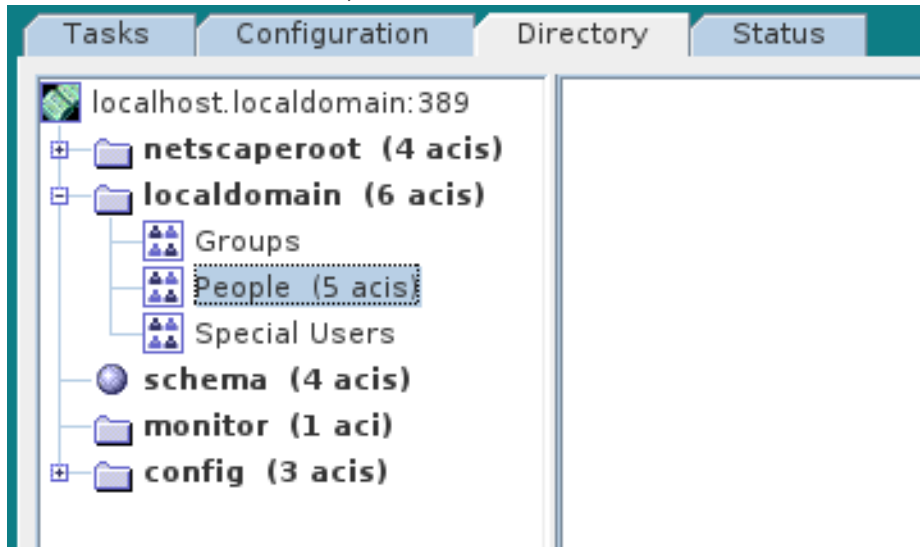 Tasks Configuration Directory Status
localhost.localdomain:389
netscaperoot (4 acis)
localdomain (6 acis)
Groups
People (5 acis)
Special Users
schema (4 acis)
monitor (1 aci)
config (3 acis)